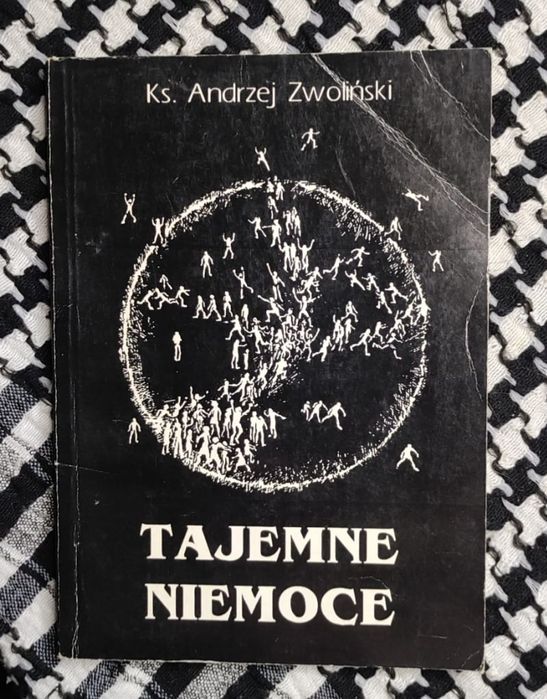 Ks. Andrzej Zwoliński
TAJEMNE
NIEMOCE